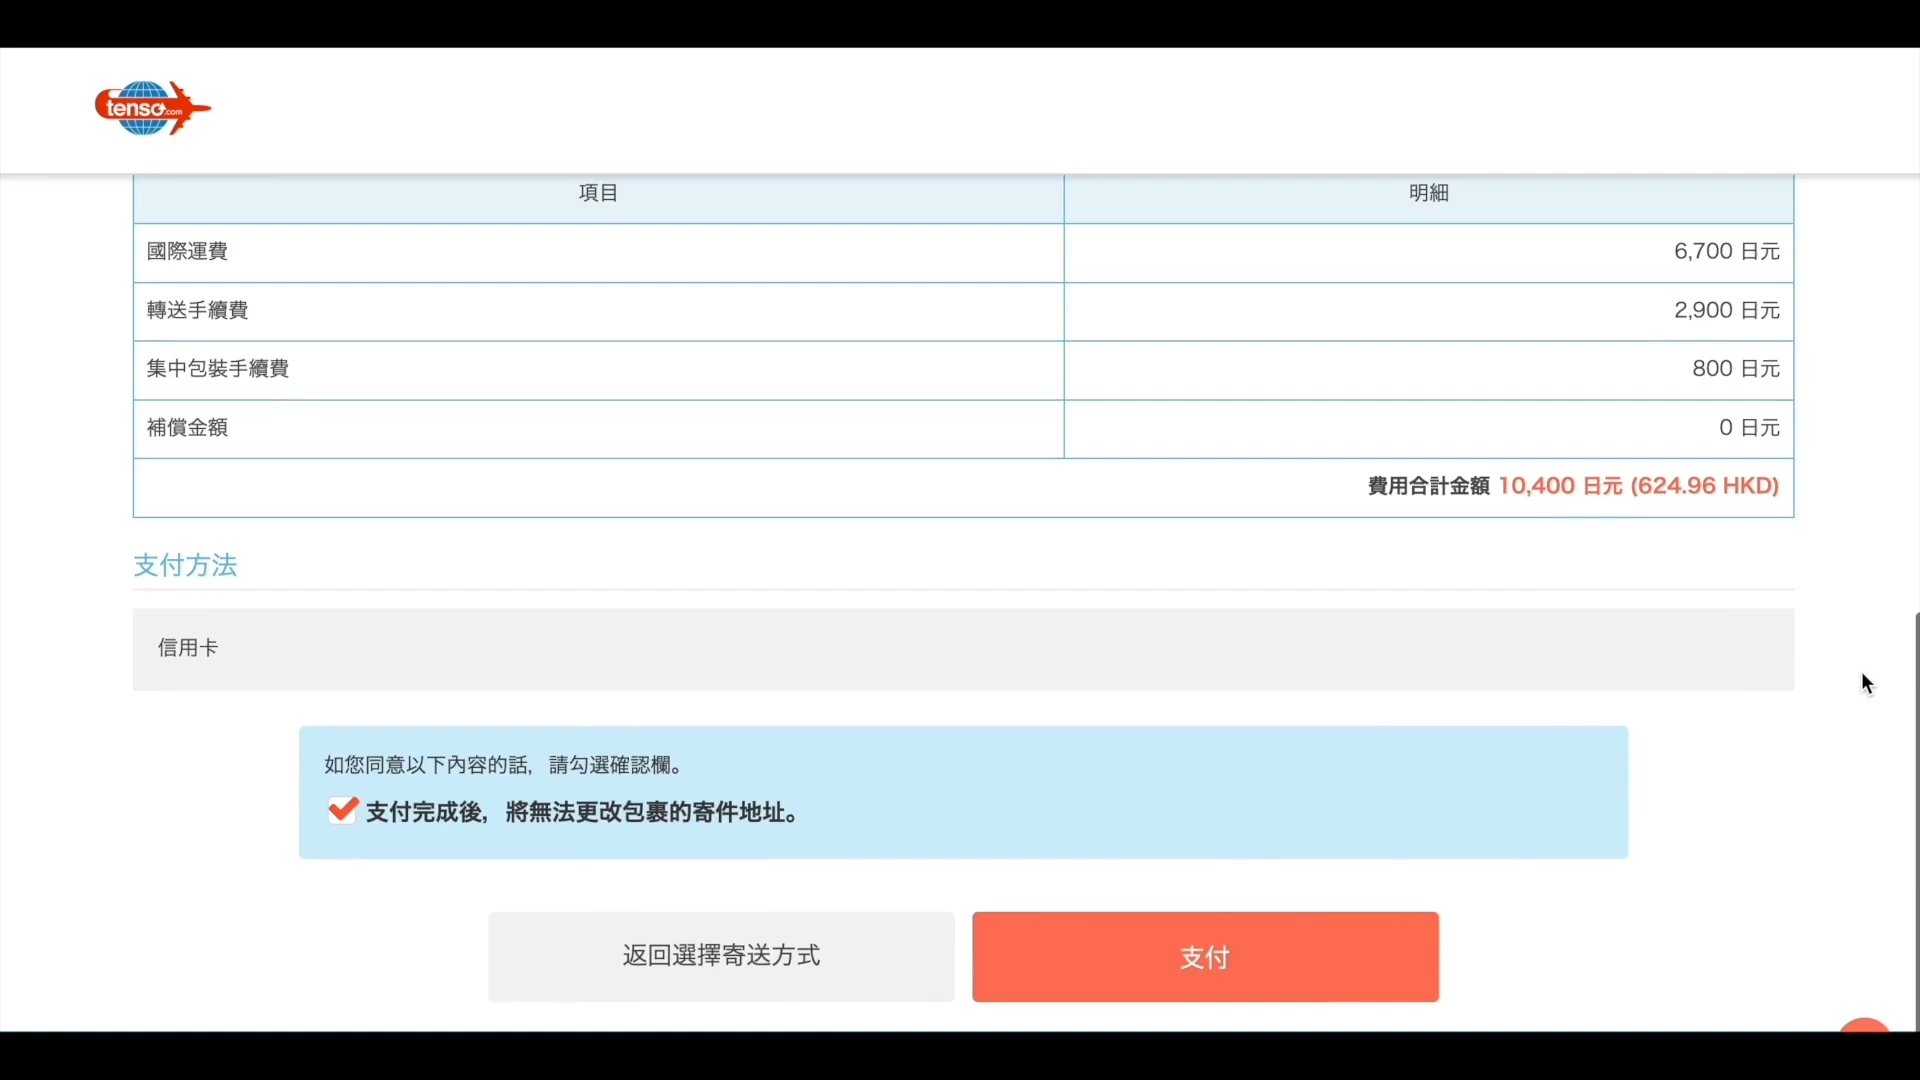 tenso.com
項目 明細
國際運費 6,700 日元
轉送手續費 2,900 日元
集中包裝手續費 800 日元
補償金額 0 日元
費用合計金額 10,400 日元 (624.96 HKD)
支付方法
信用卡
如您同意以下內容的話，請勾選確認欄。
支付完成後，將無法更改包裹的寄件地址。
返回選擇寄送方式 支付